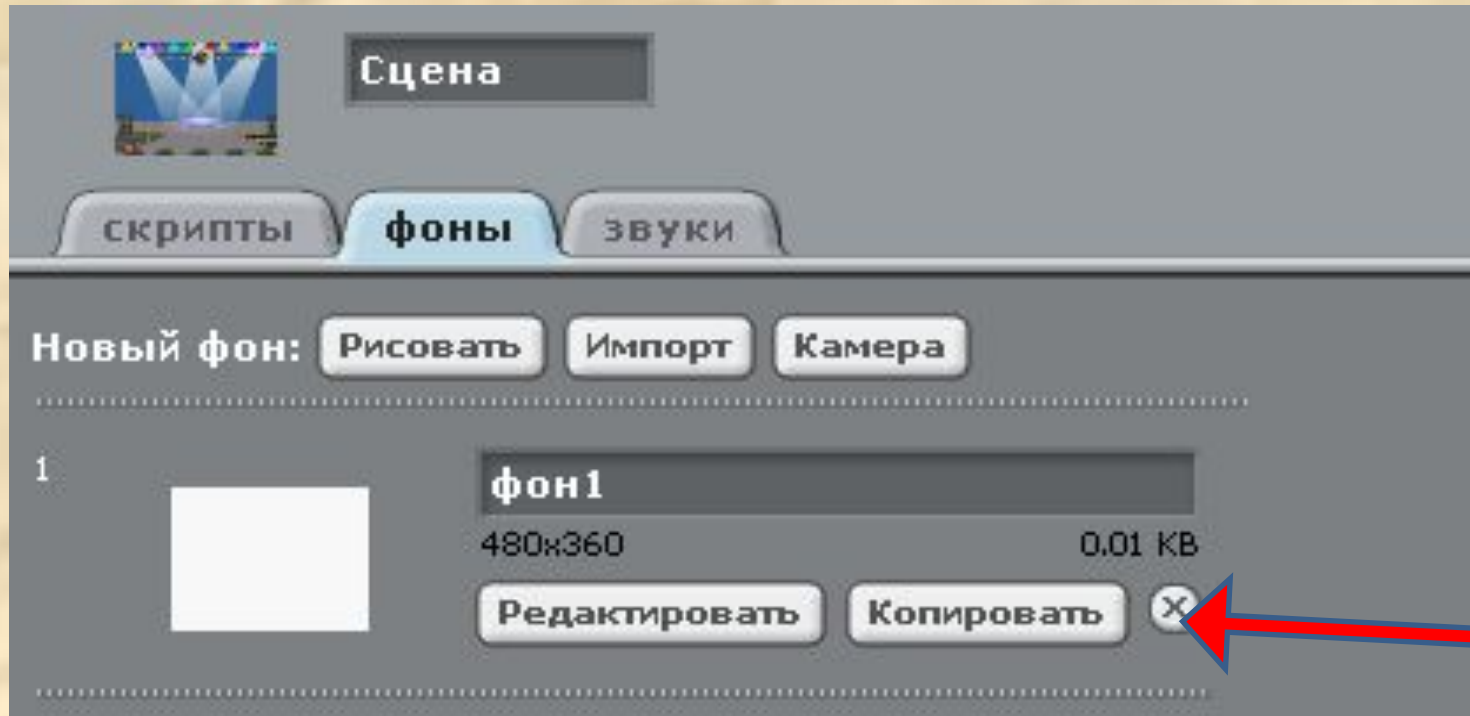 Сцена
скрипты фоны звуки
Новый фон: Рисовать Импорт Камера
1
фон1
480x360 0.01 KB
Редактировать Копировать X